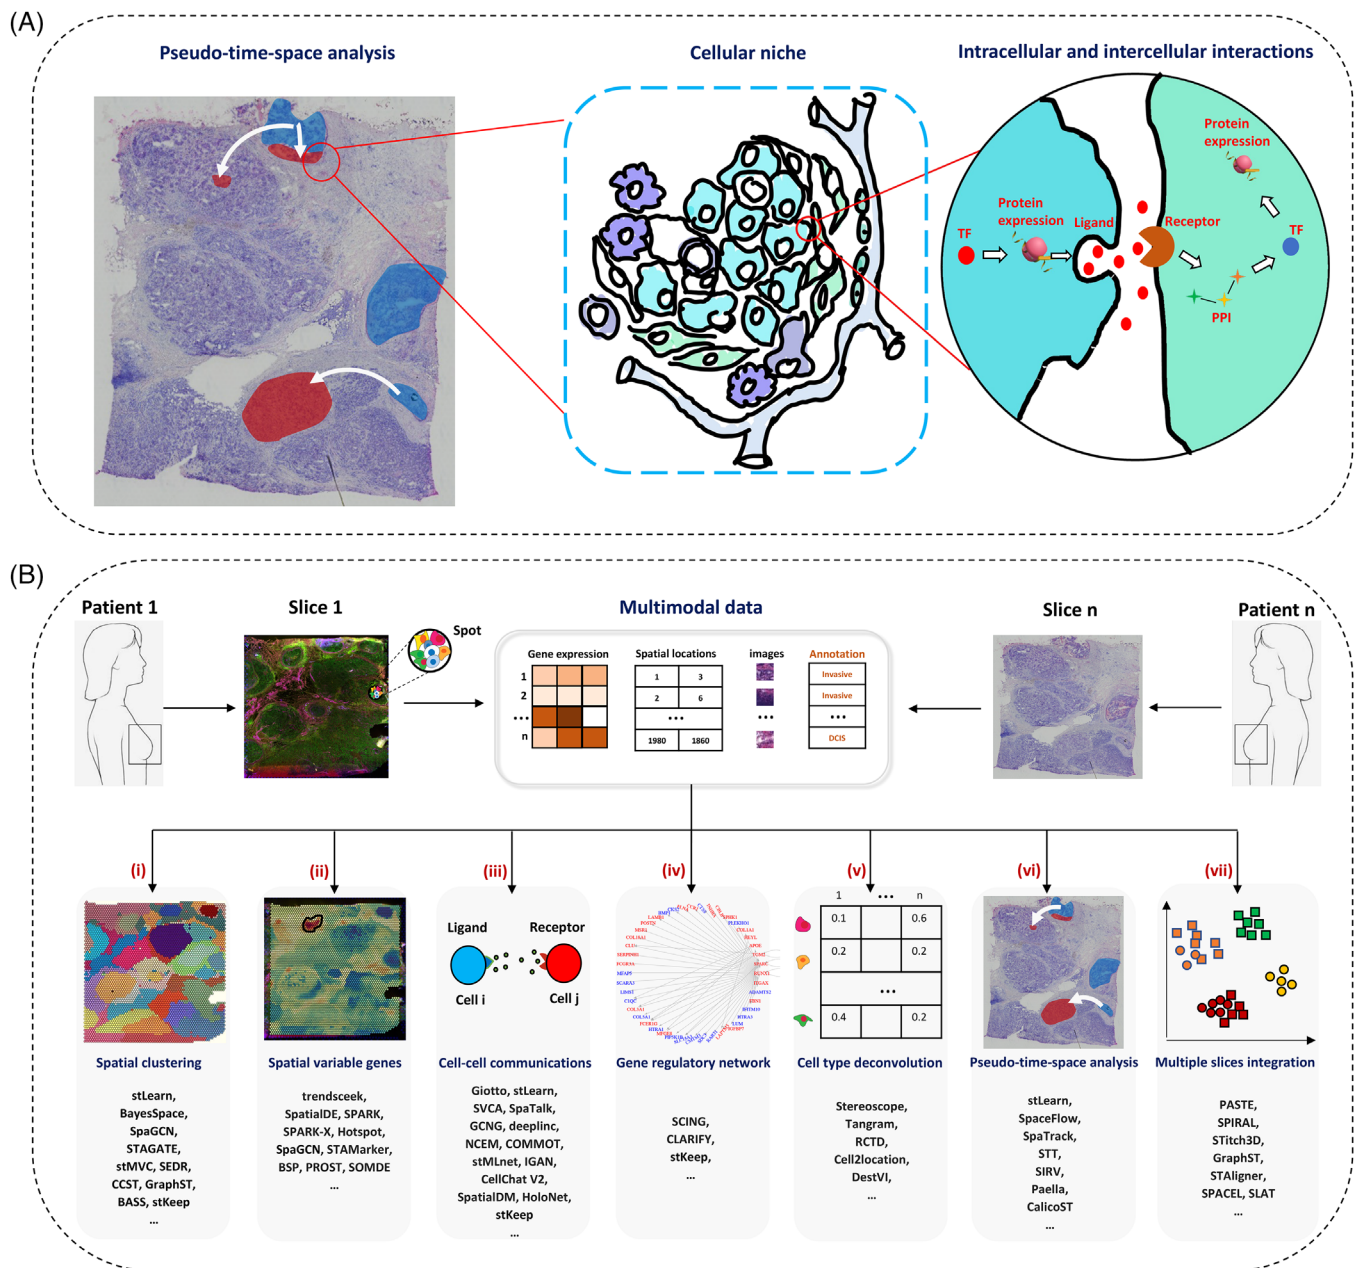 (A)
Pseudo-time-space analysis
Cellular niche
Intracellular and intercellular interactions
Protein
expression
Protein
expression
TF
Ligand
Receptor
TF
PPI
(B)
Patient 1
Slice 1
Spot
Multimodal data
Slice n
Patient n
Gene expression
Spatial locations
images
Annotation
1
2
...
n
1 3
2 6
...
1980 1860
...
Invasive
Invasive
...
DCIS
(i)
(ii)
(iii)
(iv)
(v)
(vi)
(vii)
Ligand
Receptor
Cell i
Cell j
1 ... n
0.1 0.6
0.2 0.2
...
0.4 0.2
Spatial clustering
stLearn,
BayesSpace,
SpaGCN,
STAGATE,
stMVC, SEDR,
CCST, GraphST,
BASS, stKeep
...
Spatial variable genes
trendsceek,
SpatialDE, SPARK,
SPARK-X, Hotspot,
SpaGCN, STAMarker,
BSP, PROST, SOMDE
...
Cell-cell communications
Giotto, stLearn,
SVCA, SpaTalk,
GCNG, deeplinc,
NCEM, COMMOT,
stMLnet, IGAN,
CellChat V2,
SpatialDM, HoloNet,
stKeep
...
Gene regulatory network
SCING,
CLARIFY,
stKeep,
...
Cell type deconvolution
Stereoscope,
Tangram,
RCTD,
Cell2location,
DestVI,
...
Pseudo-time-space analysis
stLearn,
SpaceFlow,
SpaTrack,
STT,
SIRV,
Paella,
CalicoST
...
Multiple slices integration
PASTE,
SPIRAL,
STitch3D,
GraphST,
STAligner,
SPACEL, SLAT
...